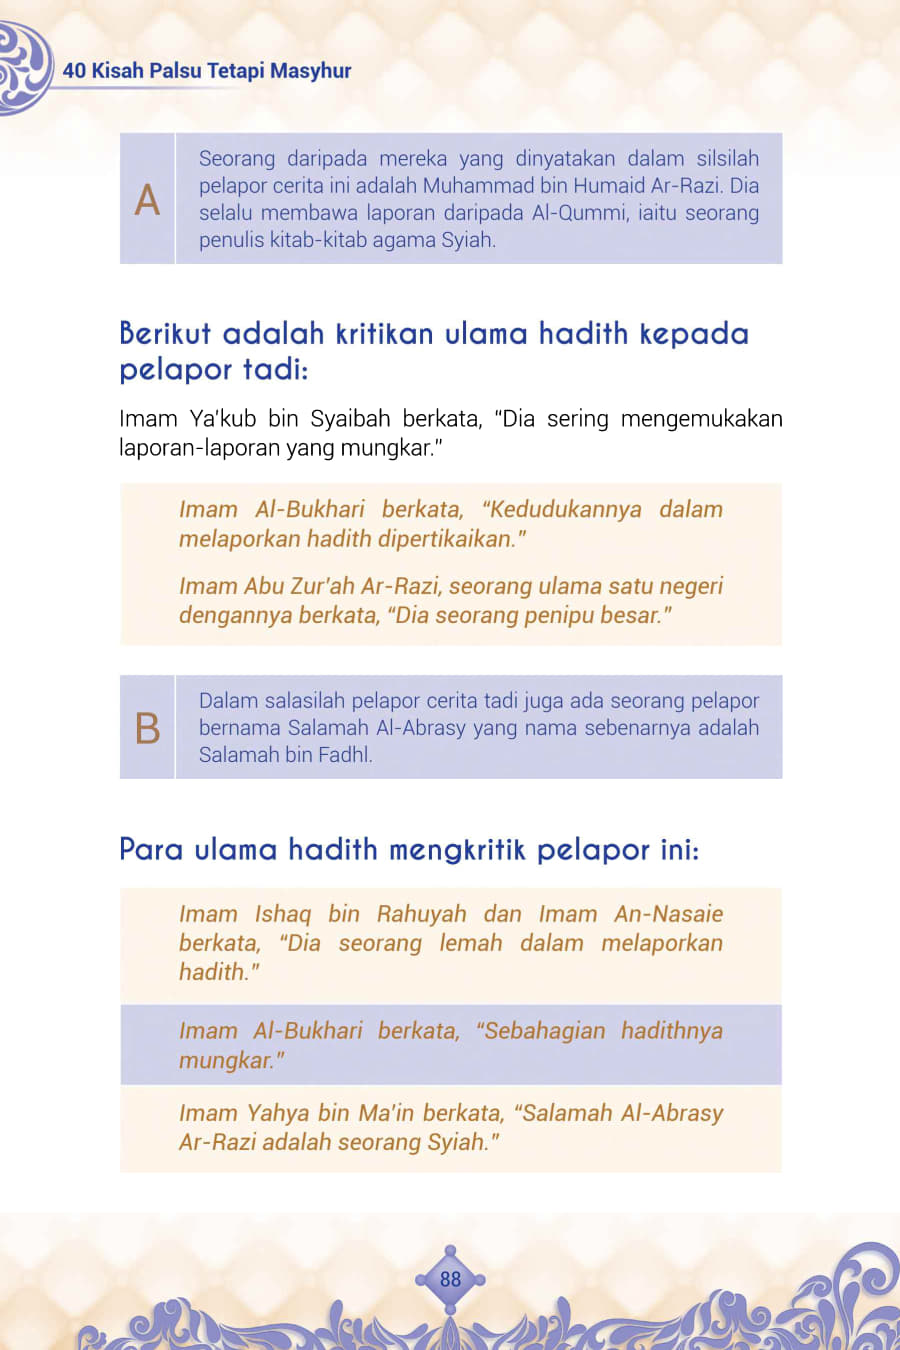 40 Kisah Palsu Tetapi Masyhur
A
Seorang daripada mereka yang dinyatakan dalam silsilah
pelapor cerita ini adalah Muhammad bin Humaid Ar-Razi. Dia
selalu membawa laporan daripada Al-Qummi, iaitu seorang
penulis kitab-kitab agama Syiah.
Berikut adalah kritikan ulama hadith kepada
pelapor tadi:
Imam Ya'kub bin Syaibah berkata, “Dia sering mengemukakan
laporan-laporan yang mungkar.”
Imam Al-Bukhari berkata, “Kedudukannya dalam
melaporkan hadith dipertikaikan.”
Imam Abu Zur'ah Ar-Razi, seorang ulama satu negeri
dengannya berkata, “Dia seorang penipu besar.”
B
Dalam salasilah pelapor cerita tadi juga ada seorang pelapor
bernama Salamah Al-Abrasy yang nama sebenarnya adalah
Salamah bin Fadhl.
Para ulama hadith mengkritik pelapor ini:
Imam Ishaq bin Rahuyah dan Imam An-Nasaie
berkata, “Dia seorang lemah dalam melaporkan
hadith.”
Imam Al-Bukhari berkata, “Sebahagian hadithnya
mungkar.”
Imam Yahya bin Ma'in berkata, “Salamah Al-Abrasy
Ar-Razi adalah seorang Syiah.”
88